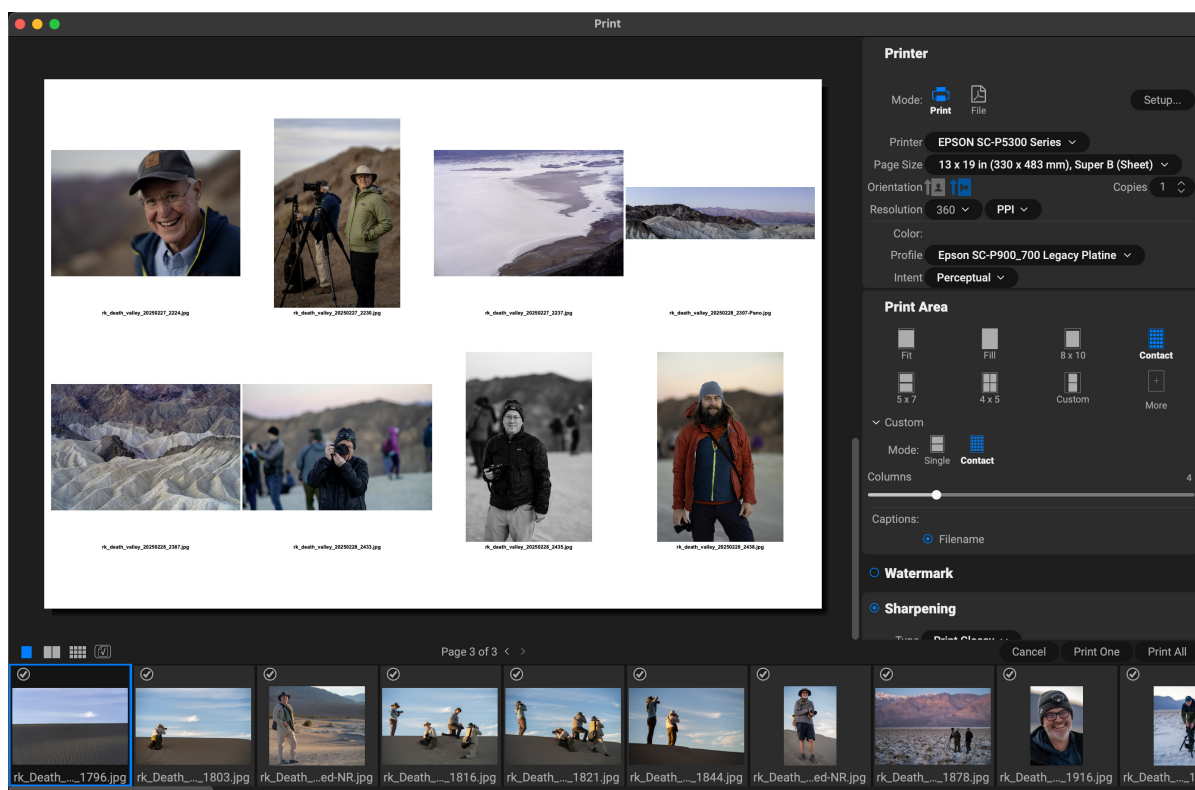 Print
Printer
Mode:
Print
File
Setup...
Printer EPSON SC-P5300 Series
Page Size 13 x 19 in (330 x 483 mm), Super B (Sheet)
Orientation
Copies 1
Resolution 360 PPI
Color:
Profile Epson SC-P900_700 Legacy Platine
Intent Perceptual
Print Area
Fit Fill 8 x 10 Contact
5 x 7 4 x 5 Custom More
Custom
Mode:
Single Contact
Columns 4
Captions:
Filename
Watermark
Sharpening
Type Print Glossy
rk_death_valley_20250227_2224.jpg
rk_death_valley_20250227_2230.jpg
rk_death_valley_20250227_2237.jpg
rk_death_valley_20250228_2307-Pano.jpg
rk_death_valley_20250228_2387.jpg
rk_death_valley_20250228_2433.jpg
rk_death_valley_20250228_2435.jpg
rk_death_valley_20250228_2438.jpg
Page 3 of 3
Cancel Print One Print All
rk_Death_..._1796.jpg
rk_Death_..._1803.jpg
rk_Death_...ed-NR.jpg
rk_Death_..._1816.jpg
rk_Death_..._1821.jpg
rk_Death_..._1844.jpg
rk_Death_...ed-NR.jpg
rk_Death_..._1878.jpg
rk_Death_..._1916.jpg
rk_Death_..._1